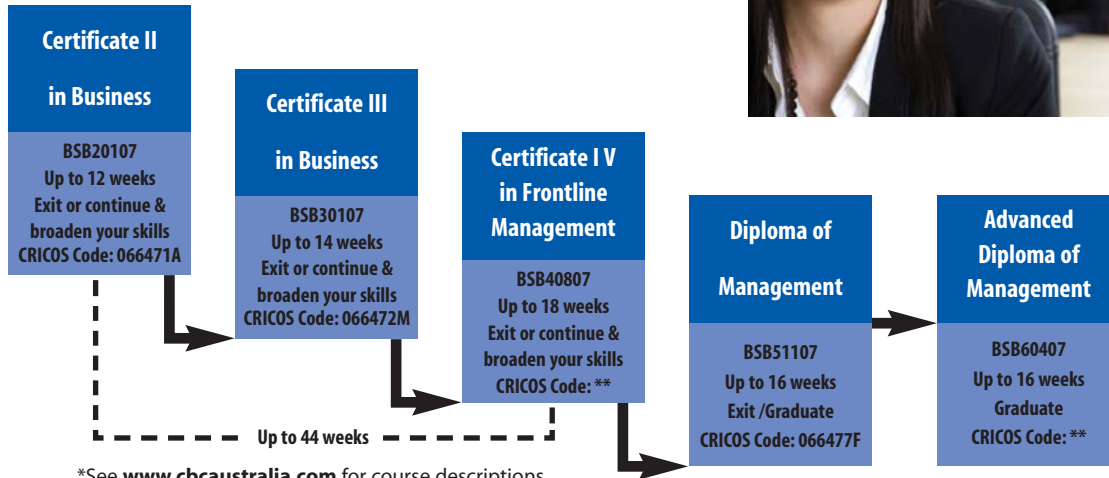 Certificate II
in Business
BSB20107
Up to 12 weeks
Exit or continue &
broaden your skills
CRICOS Code: 066471A
Certificate III
in Business
BSB30107
Up to 14 weeks
Exit or continue &
broaden your skills
CRICOS Code: 066472M
Certificate I V
in Frontline
Management
BSB40807
Up to 18 weeks
Exit or continue &
broaden your skills
CRICOS Code: **
Diploma of
Management
BSB51107
Up to 16 weeks
Exit /Graduate
CRICOS Code: 066477F
Advanced
Diploma of
Management
BSB60407
Up to 16 weeks
Graduate
CRICOS Code: **
Up to 44 weeks
*See www.cbcaustralia.com for course descriptions